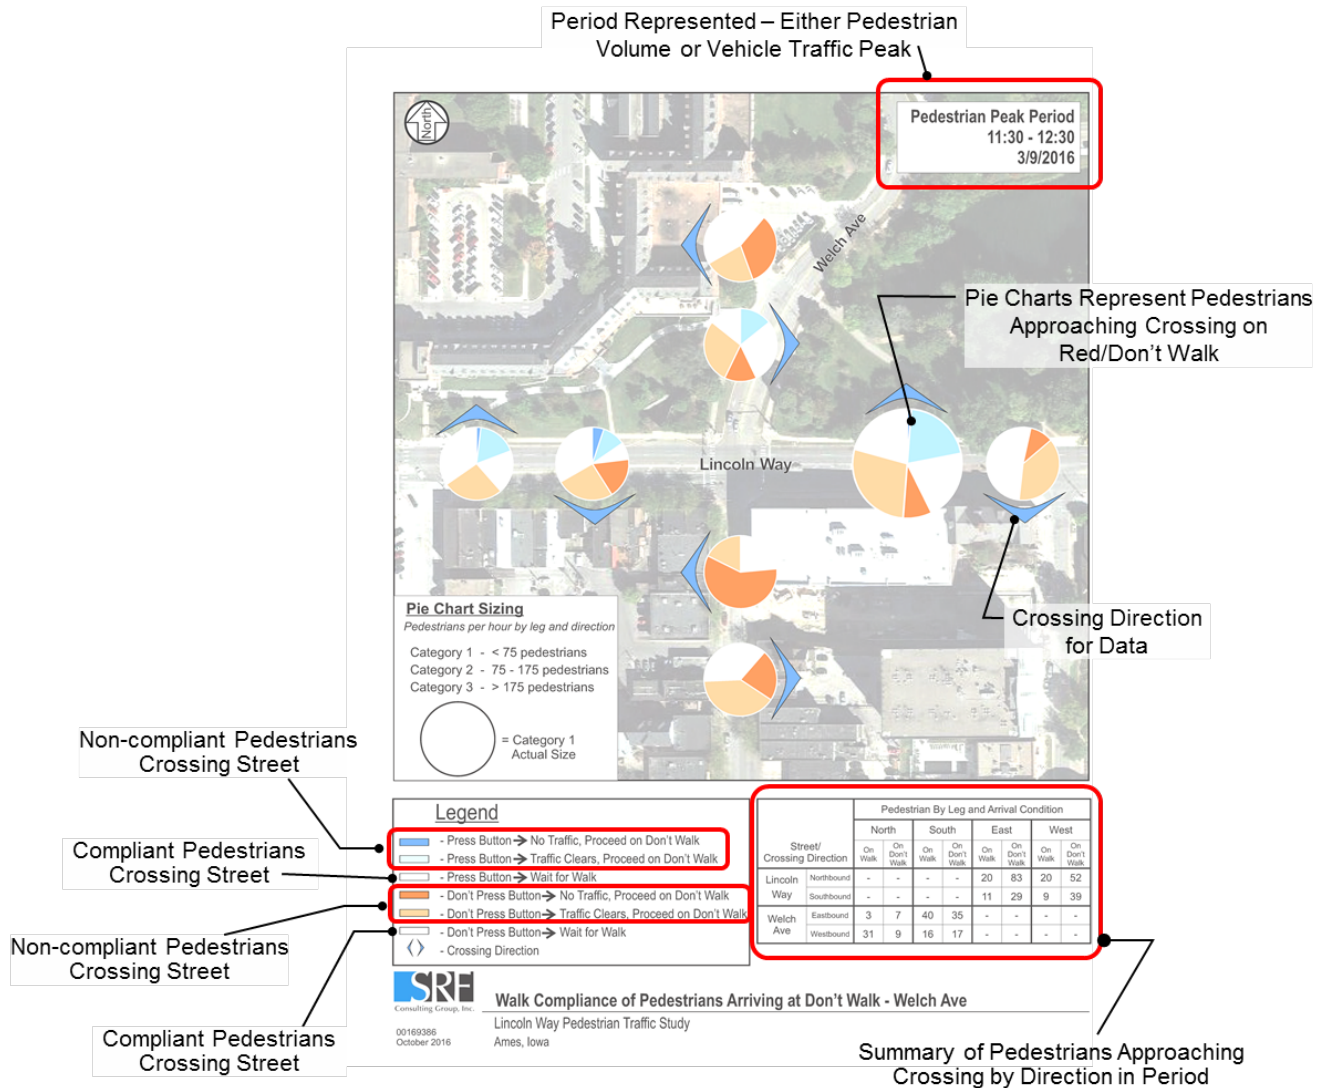 Period Represented – Either Pedestrian
Volume or Vehicle Traffic Peak
North
Pedestrian Peak Period
11:30 - 12:30
3/9/2016
Welch Ave
Pie Charts Represent Pedestrians
Approaching Crossing on
Red/Don't Walk
Lincoln Way
Crossing Direction
for Data
Pie Chart Sizing
Pedestrians per hour by leg and direction
Category 1 - < 75 pedestrians
Category 2 - 75 - 175 pedestrians
Category 3 - > 175 pedestrians
= Category 1
Actual Size
Non-compliant Pedestrians
Crossing Street
Compliant Pedestrians
Crossing Street
Non-compliant Pedestrians
Crossing Street
Compliant Pedestrians
Crossing Street
Legend
- Press Button → No Traffic, Proceed on Don't Walk
- Press Button → Traffic Clears, Proceed on Don't Walk
- Press Button → Wait for Walk
- Don't Press Button → No Traffic, Proceed on Don't Walk
- Don't Press Button → Traffic Clears, Proceed on Don't Walk
- Don't Press Button → Wait for Walk
- Crossing Direction
Pedestrian By Leg and Arrival Condition
Street/
Crossing Direction
North South East West
On Walk On Don't Walk On Walk On Don't Walk On Walk On Don't Walk On Walk On Don't Walk
Lincoln Way
Northbound - - - - 20 83 20 52
Southbound - - - - 11 29 9 39
Welch Ave
Eastbound 3 7 40 35 - - - -
Westbound 31 9 16 17 - - - -
SRF
Consulting Group, Inc.
00169386
October 2016
Walk Compliance of Pedestrians Arriving at Don't Walk - Welch Ave
Lincoln Way Pedestrian Traffic Study
Ames, Iowa
Summary of Pedestrians Approaching
Crossing by Direction in Period